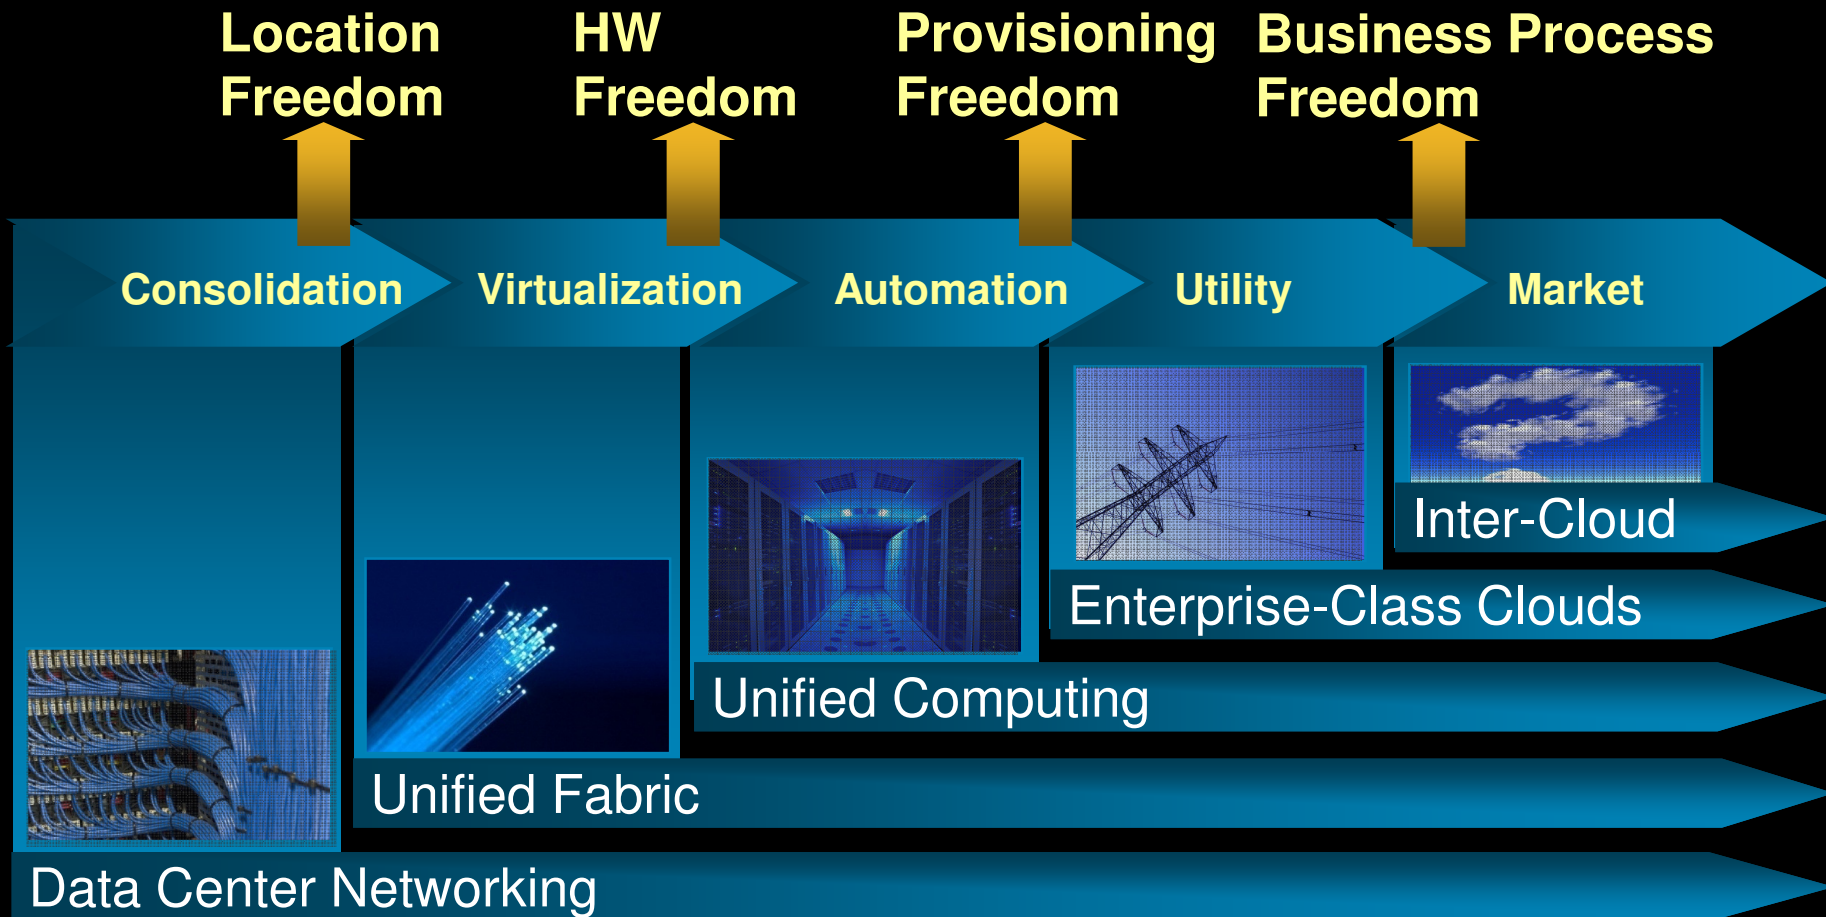 Location
Freedom
HW
Freedom
Provisioning
Freedom
Business Process
Freedom
Consolidation
Virtualization
Automation
Utility
Market
Inter-Cloud
Enterprise-Class Clouds
Unified Computing
Unified Fabric
Data Center Networking